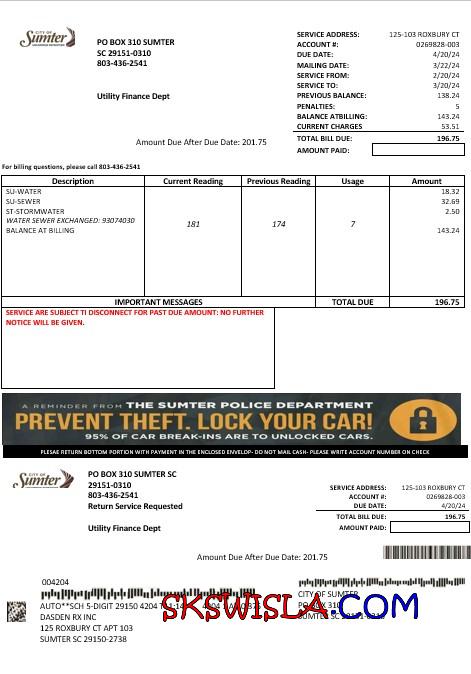 CITY OF
Sumter
PO BOX 310 SUMTER
SC 29151-0310
803-436-2541
Utility Finance Dept
SERVICE ADDRESS: 125-103 ROXBURY CT
ACCOUNT #: 0269828-003
DUE DATE: 4/20/24
MAILING DATE: 3/22/24
SERVICE FROM: 2/20/24
SERVICE TO: 3/20/24
PREVIOUS BALANCE: 138.24
PENALTIES: 5
BALANCE ATBILLING: 143.24
CURRENT CHARGES 53.51
TOTAL BILL DUE: 196.75
AMOUNT PAID:
Amount Due After Due Date: 201.75
For billing questions, please call 803-436-2541
Description Current Reading Previous Reading Usage Amount
SU-WATER 18.32
SU-SEWER 32.69
ST-STORMWATER 2.50
WATER SEWER EXCHANGED: 93074030 181 174 7
BALANCE AT BILLING 143.24
IMPORTANT MESSAGES TOTAL DUE 196.75
SERVICE ARE SUBJECT TI DISCONNECT FOR PAST DUE AMOUNT: NO FURTHER
NOTICE WILL BE GIVEN.
A REMINDER FROM THE SUMTER POLICE DEPARTMENT
PREVENT THEFT. LOCK YOUR CAR!
95% OF CAR BREAK-INS ARE TO UNLOCKED CARS.
PLESAE RETURN BOTTOM PORTION WITH PAYMENT IN THE ENCLOSED ENVELOP- DO NOT MAIL CASH- PLEASE WRITE ACCOUNT NUMBER ON CHECK
CITY OF
Sumter
PO BOX 310 SUMTER SC
29151-0310
803-436-2541
Return Service Requested
Utility Finance Dept
SERVICE ADDRESS: 125-103 ROXBURY CT
ACCOUNT #: 0269828-003
DUE DATE: 4/20/24
TOTAL BILL DUE: 196.75
AMOUNT PAID:
Amount Due After Due Date: 201.75
004204
AUTO**SCH 5-DIGIT 29150 4204
DASDEN RX INC
125 ROXBURY CT APT 103
SUMTER SC 29150-2738
CITY OF SUMTER
PO BOX 310
SUMTER SC
SKSWISLA.COM